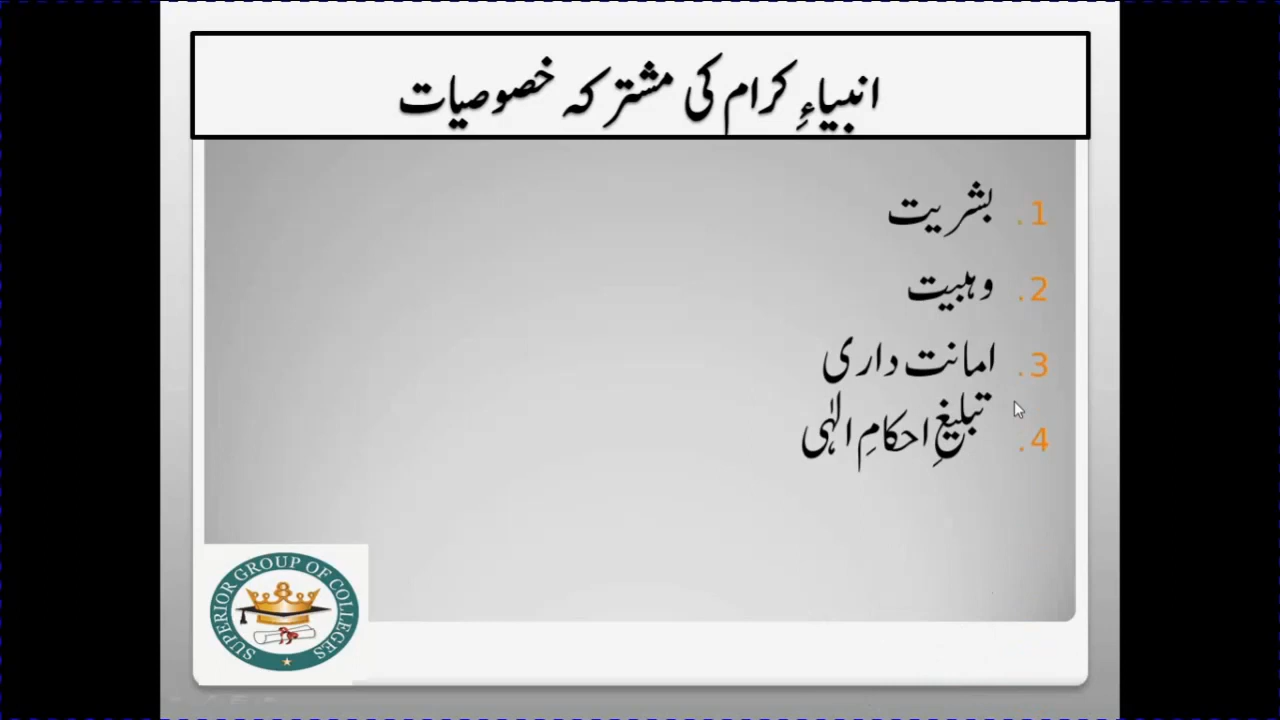 انبیاءِ کرام کی مشترکہ خصوصیات
1. بشریت
2. وہبیت
3. امانت داری
4. تبلیغِ احکامِ الٰہی
SUPERIOR GROUP OF COLLEGES